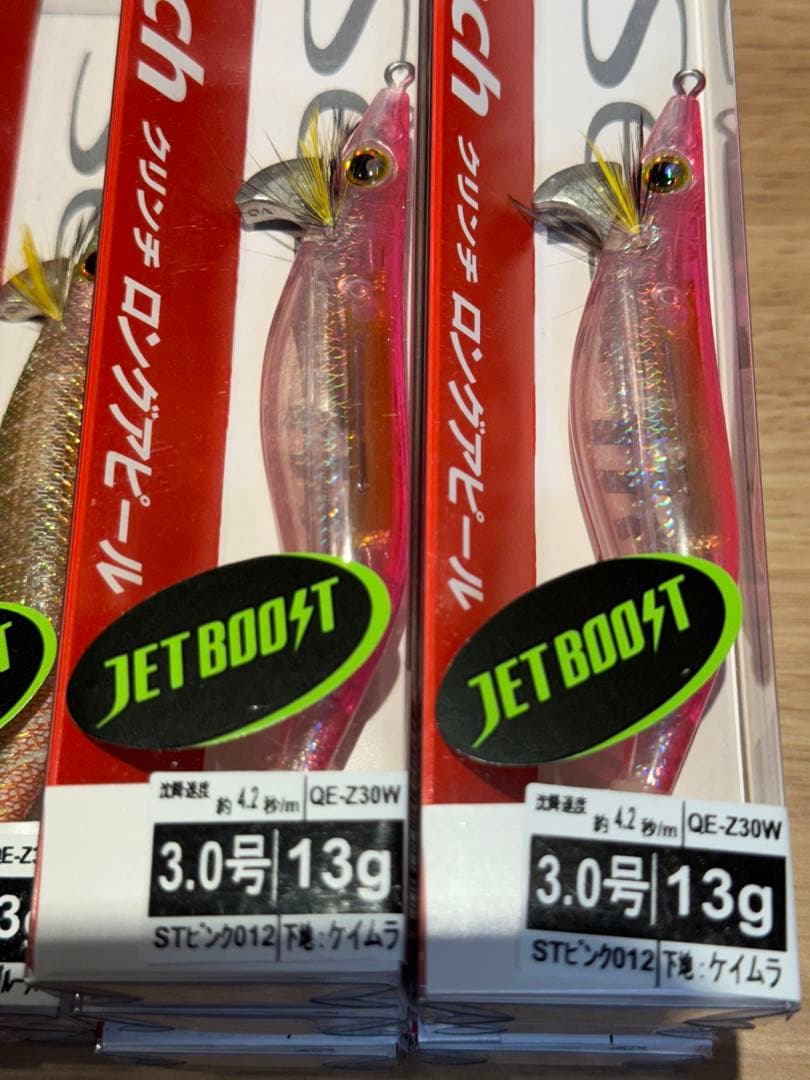 nch
クリンチ ロングアピール
JET BOOST
沈降速度
約 4.2 秒/m
QE-Z30W
3.0号
13g
STピンク012
下地:ケイムラ
ch
クリンチ ロングアピール
JET BOOST
沈降速度
約 4.2 秒/m
QE-Z30W
3.0号
13g
STピンク012
下地:ケイムラ